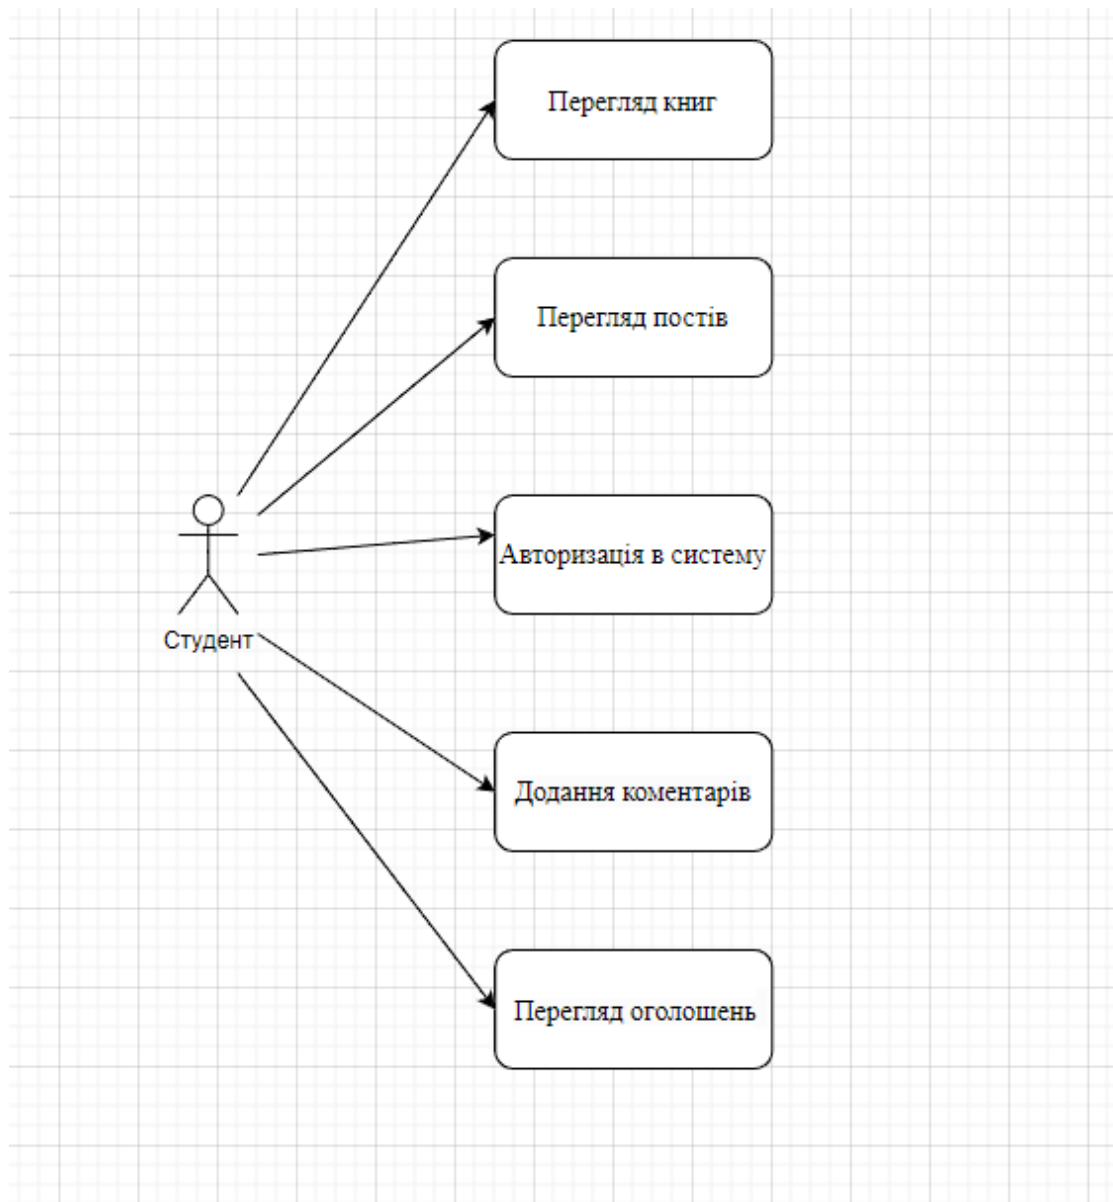 Перегляд книг
Перегляд постів
Авторизація в систему
Студент
Додання коментарів
Перегляд оголошень